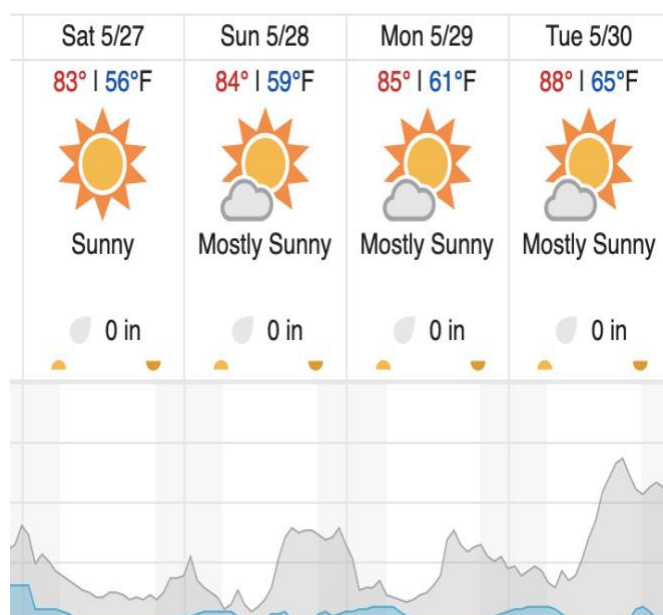 Sat 5/27
83° | 56°F
Sunny
0 in
Sun 5/28
84° | 59°F
Mostly Sunny
0 in
Mon 5/29
85° | 61°F
Mostly Sunny
0 in
Tue 5/30
88° | 65°F
Mostly Sunny
0 in